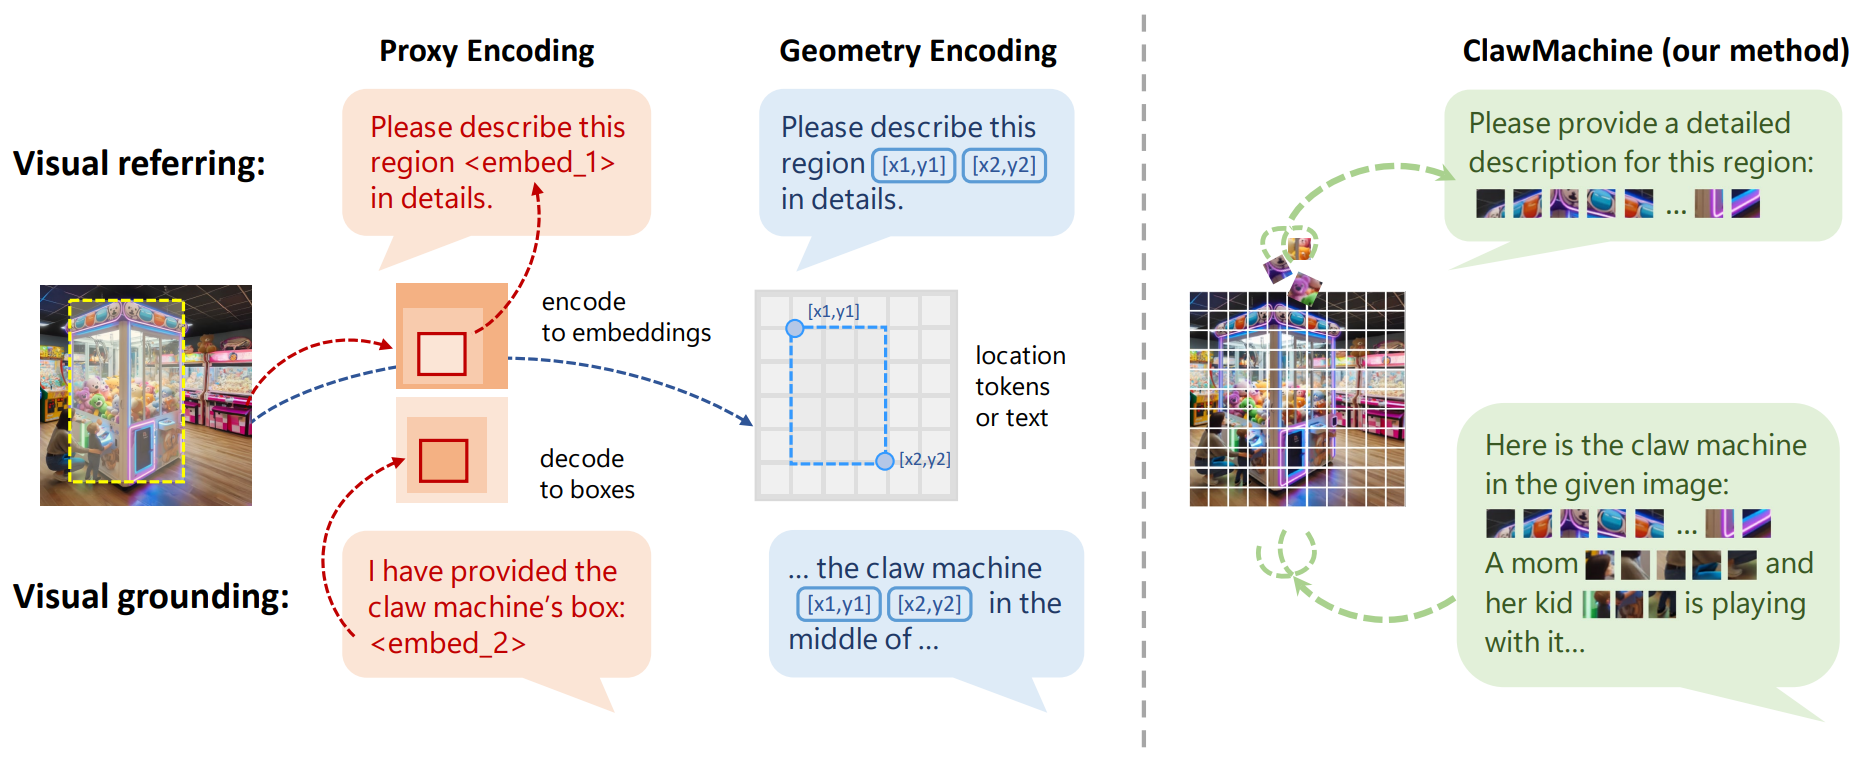 Proxy Encoding
Geometry Encoding
ClawMachine (our method)
Visual referring:
Please describe this
region <embed_1>
in details.
Please describe this
region [x1,y1] [x2,y2]
in details.
Please provide a detailed
description for this region:
...
encode
to embeddings
decode
to boxes
[x1,y1]
[x2,y2]
location
tokens
or text
Visual grounding:
I have provided the
claw machine's box:
<embed_2>
... the claw machine
[x1,y1] [x2,y2] in the
middle of ...
Here is the claw machine
in the given image:
...
A mom and
her kid is playing
with it...